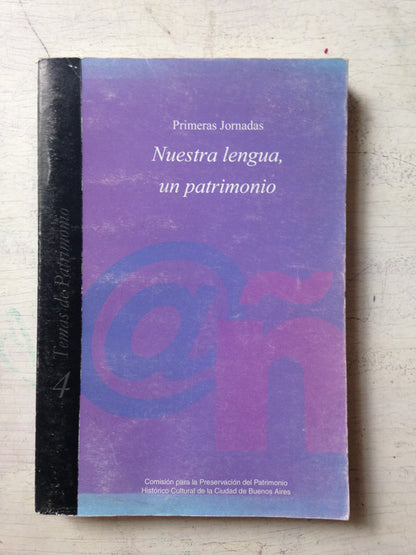 Primeras Jornadas
Nuestra lengua,
un patrimonio
@ñ
4 Temas de Patrimonio
Comisión para la Preservación del Patrimonio
Histórico Cultural de la Ciudad de Buenos Aires